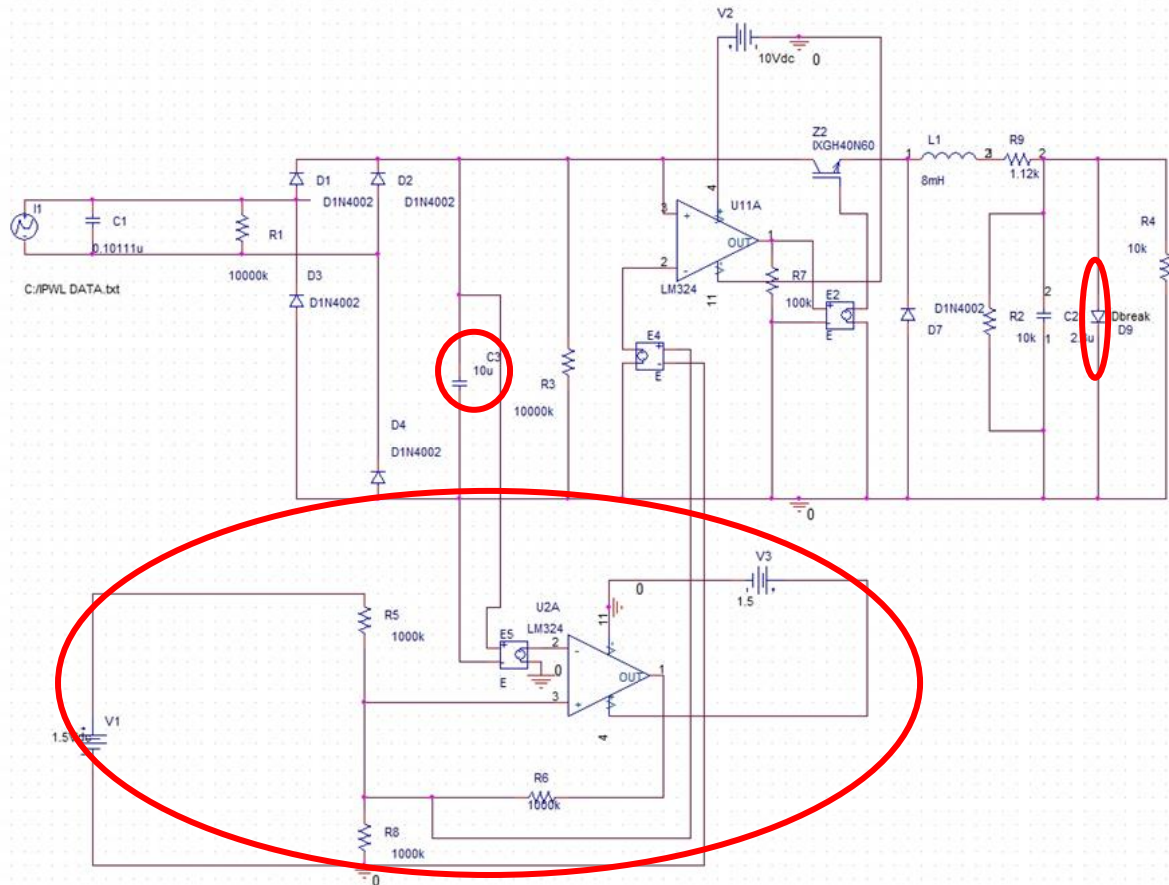 V2
10Vdc
0
Z2
IXGH40N60
L1
1
8mH
R9
2
1.12k
I1
C1
0.10111u
R1
10000k
C:/IPWL DATA.txt
D1
D1N4002
D2
D1N4002
D3
D1N4002
D4
D1N4002
4
U11A
3
+
OUT
1
2
-
LM324
11
R7
100k
E2
E
E4
E
C3
10u
R3
10000k
D1N4002
D7
R2
10k
2
C2
1
Dbreak
D9
R4
10k
0
V3
1.5
0
R5
1000k
U2A
LM324
11
E5
E
0
2
-
OUT
1
3
+
4
V1
R6
1000k
R8
1000k
0